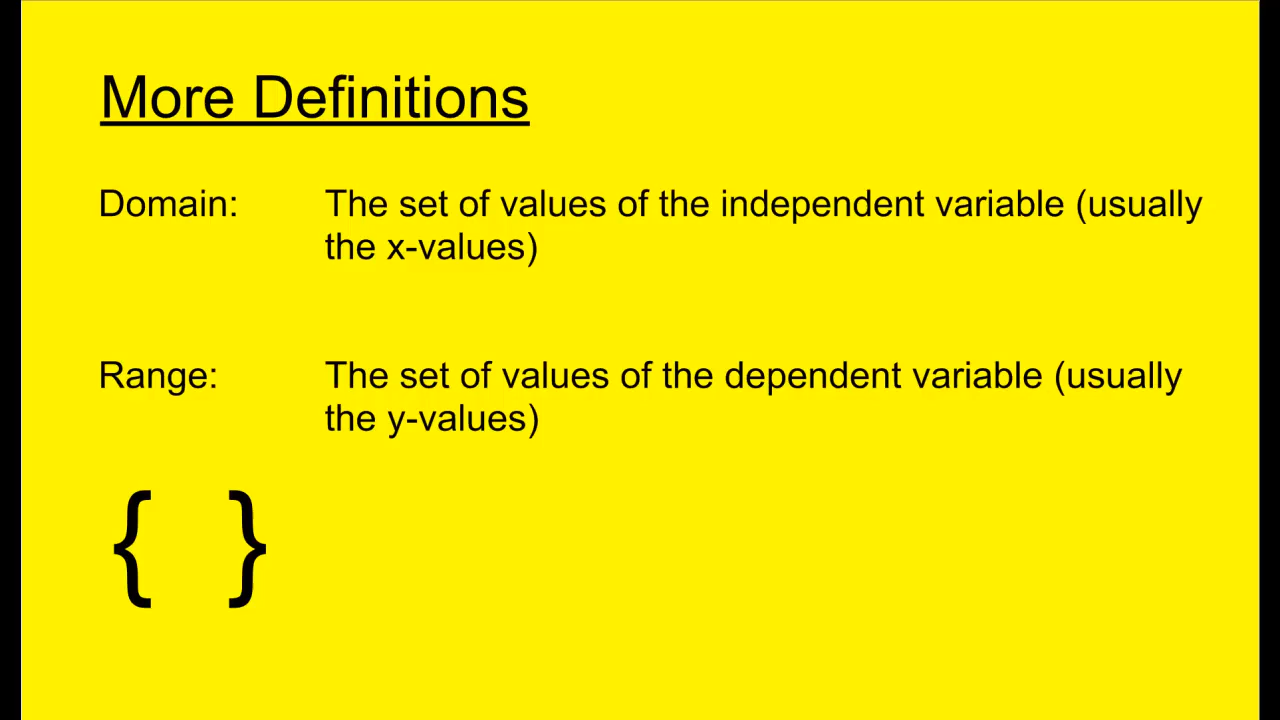 More Definitions
Domain: The set of values of the independent variable (usually
the x-values)
Range: The set of values of the dependent variable (usually
the y-values)
{ }